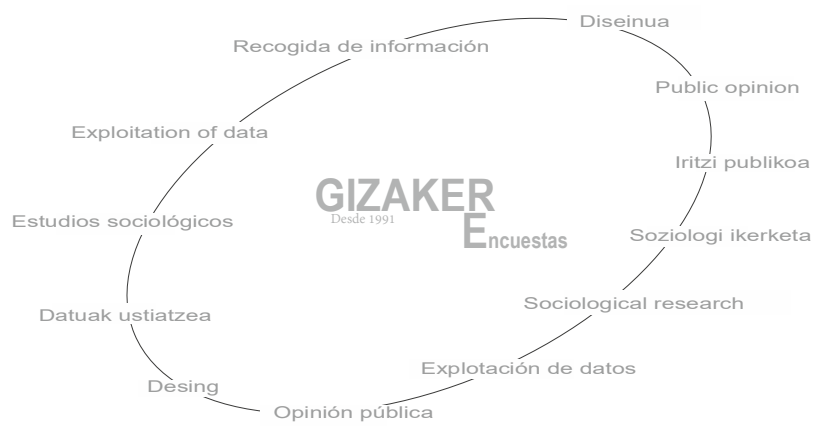 Diseinua
Recogida de información
Public opinion
Exploitation of data
Iritzi publikoa
GIZAKER
Desde 1991
Encuestas
Estudios sociológicos
Soziologi ikerketa
Sociological research
Datuak ustiatzea
Explotación de datos
Desing
Opinión pública